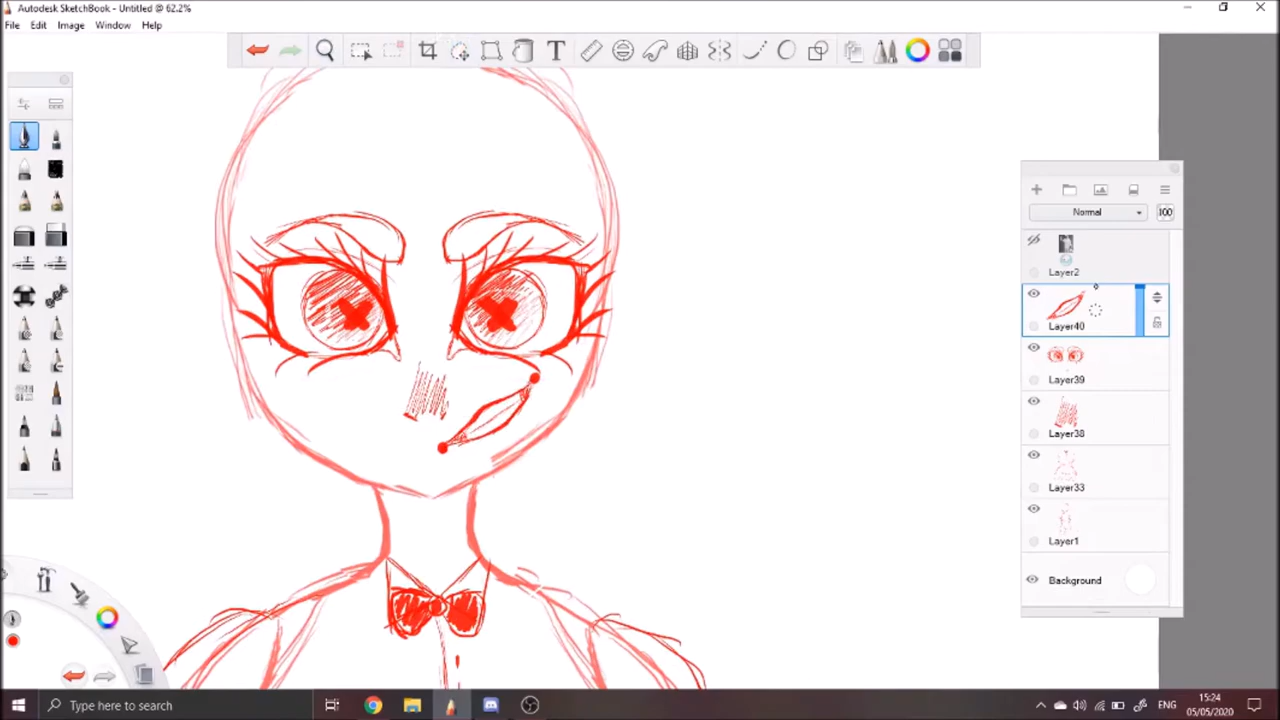 Autodesk SketchBook - Untitled @ 62.2%
File Edit Image Window Help
Normal 100
Layer2
Layer40
Layer39
Layer38
Layer33
Layer1
Background
Type here to search
ENG
15:24
05/05/2020